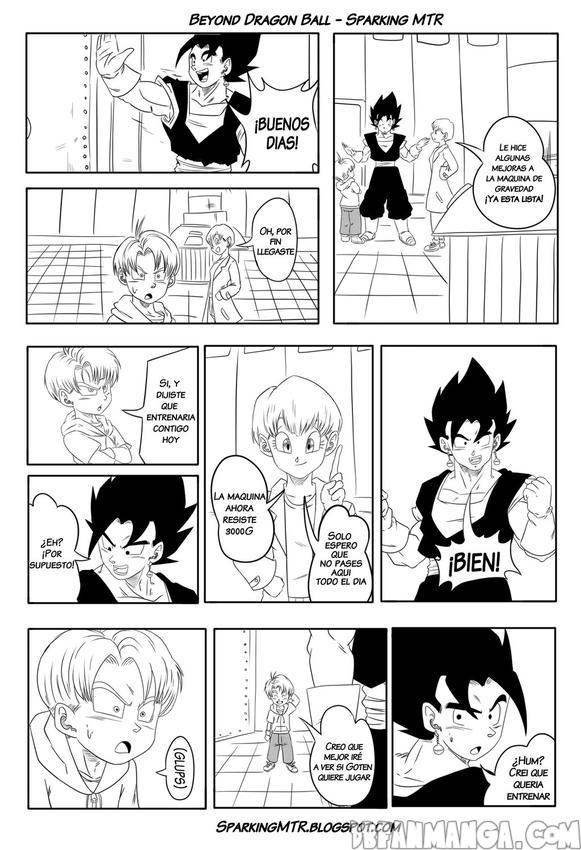 BEYOND DRAGON BALL - SPARKING MTR
¡BUENOS
DIAS!
OH, POR
FIN
LLEGASTE
LE HICE
ALGUNAS
MEJORAS A
LA MAQUINA
DE
GRAVEDAD
¡YA ESTA LISTA!
SI, Y
DIJISTE
QUE
ENTRENARIA
CONTIGO
HOY
¿EH?
¡POR
SUPUESTO!
LA MAQUINA
AHORA
RESISTE
3000G
SOLO
ESPERO
QUE NO
PASES AQUI
TODO EL DIA
¡BIEN!
(GLUPS)
CREO QUE
MEJOR IRÉ
A VER SI GOTEN
QUIERE JUGAR
¿HUM?
CREI QUE
QUERIA
ENTRENAR
SPARKINGMTR.BLOGSPOT.COM
DBFANMANGA.COM